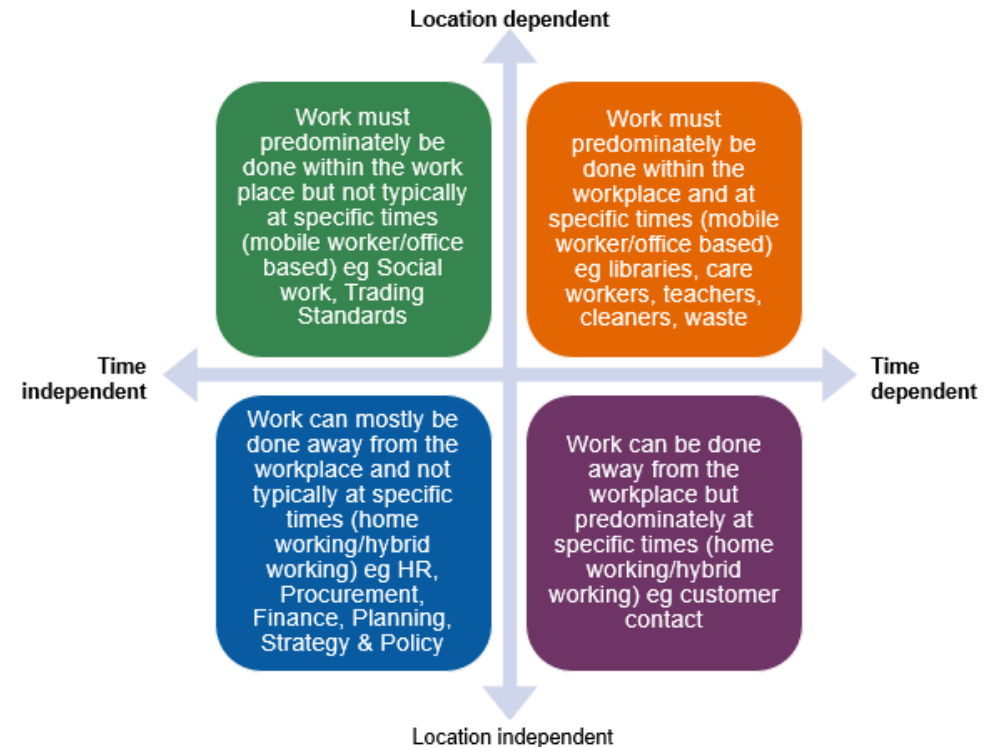 Location dependent
Work must
predominately be
done within the work
place but not typically
at specific times
(mobile worker/office
based) eg Social
work, Trading
Standards
Work must
predominately be
done within the
workplace and at
specific times (mobile
worker/office based)
eg libraries, care
workers, teachers,
cleaners, waste
Time
independent
Time
dependent
Work can mostly be
done away from the
workplace and not
typically at specific
times (home
working/hybrid
working) eg HR,
Procurement,
Finance, Planning,
Strategy & Policy
Work can be done
away from the
workplace but
predominately at
specific times (home
working/hybrid
working) eg customer
contact
Location independent